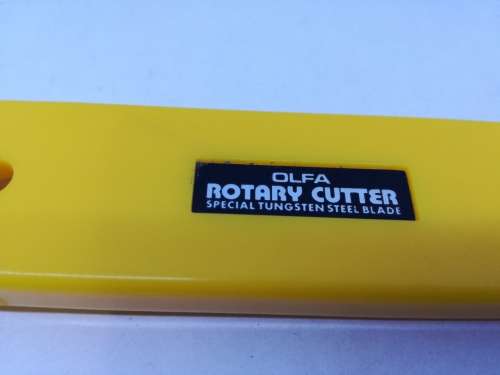 OLFA
ROTARY CUTTER
SPECIAL TUNGSTEN STEEL BLADE